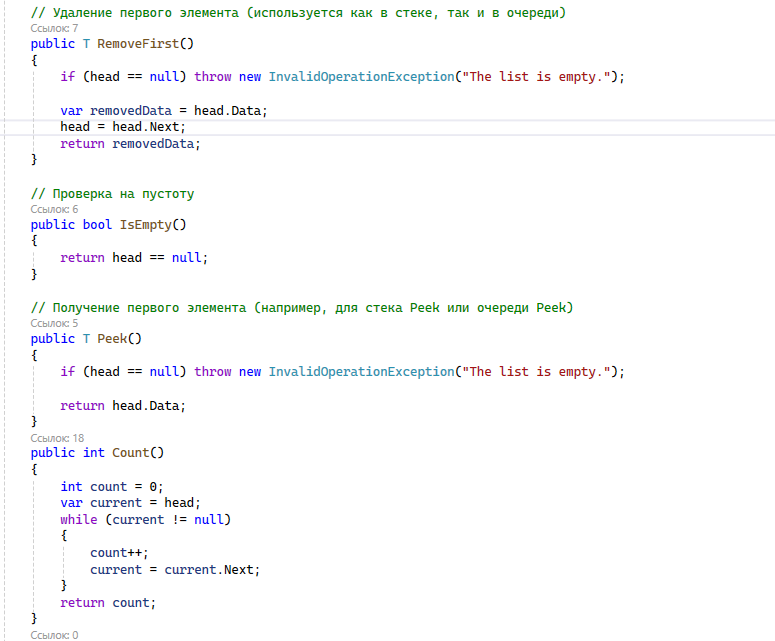 // Удаление первого элемента (используется как в стеке, так и в очереди)
Ссылок: 7
public T RemoveFirst()
{
if (head == null) throw new InvalidOperationException("The list is empty.");
var removedData = head.Data;
head = head.Next;
return removedData;
}
// Проверка на пустоту
Ссылок: 6
public bool IsEmpty()
{
return head == null;
}
// Получение первого элемента (например, для стека Peek или очереди Peek)
Ссылок: 5
public T Peek()
{
if (head == null) throw new InvalidOperationException("The list is empty.");
return head.Data;
}
Ссылок: 18
public int Count()
{
int count = 0;
var current = head;
while (current != null)
{
count++;
current = current.Next;
}
return count;
}
Ссылок: 0